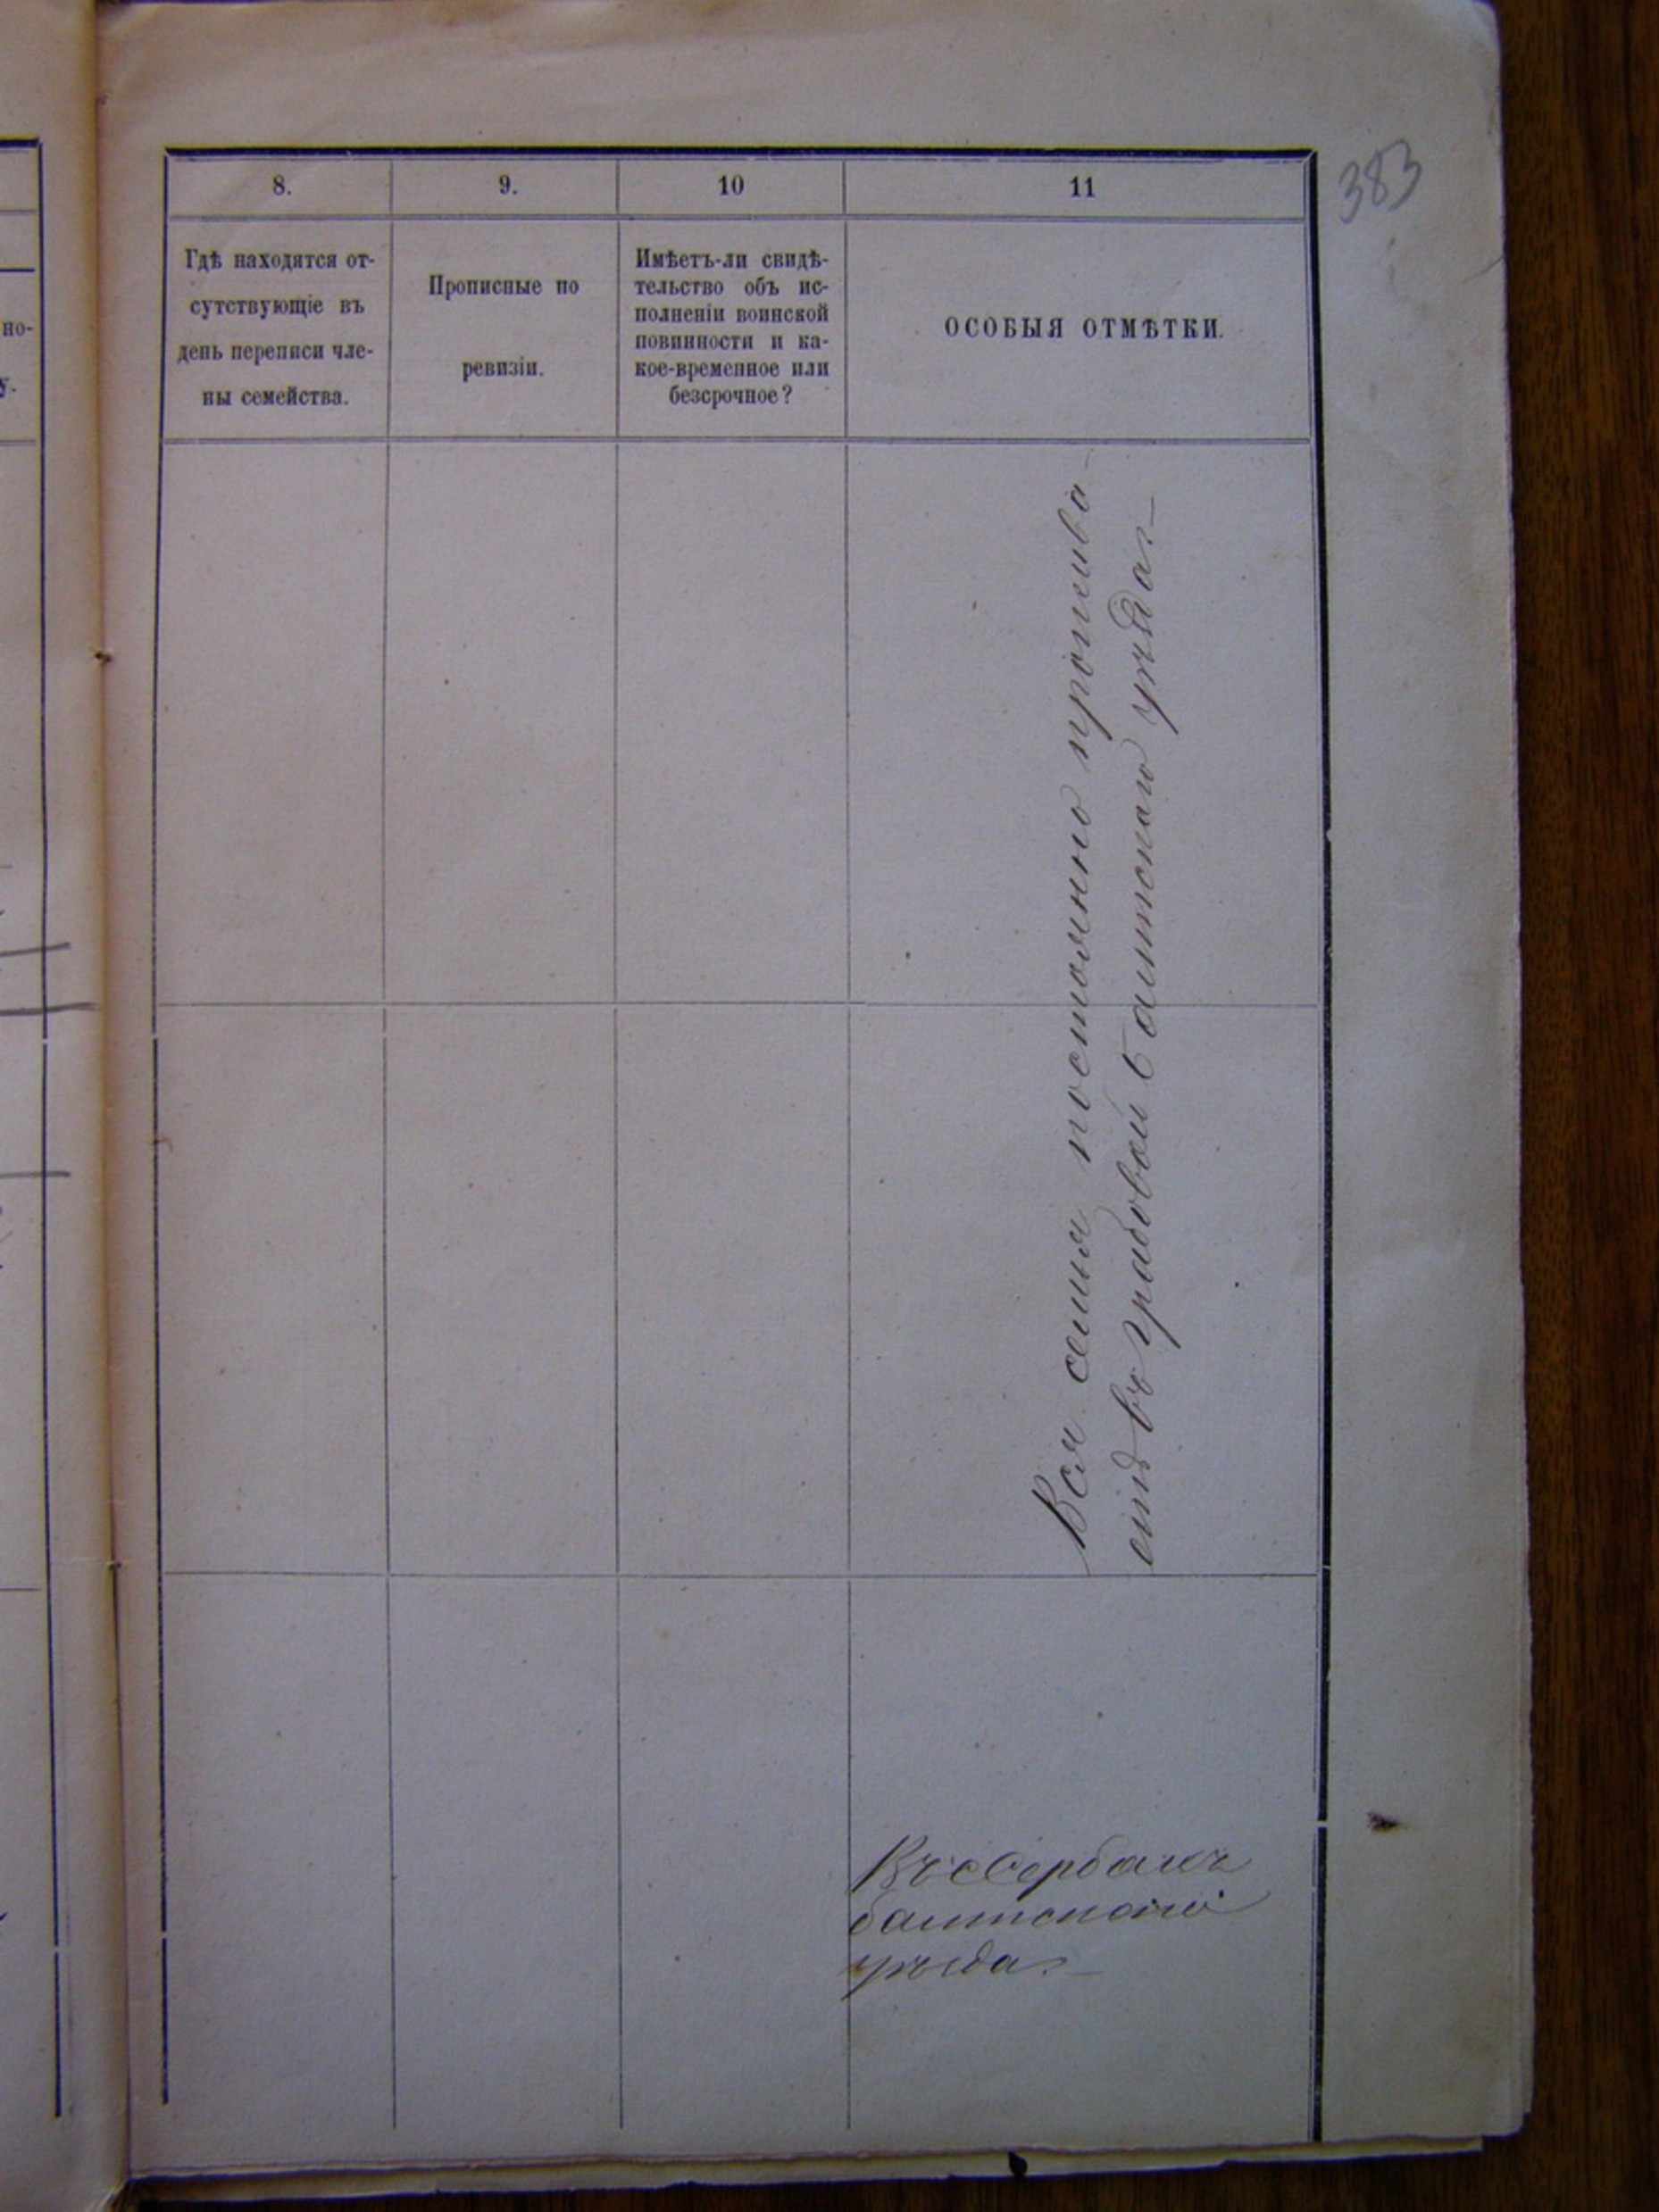 383
8.
9.
10
11
Гдѣ находятся от-
сутствующіе въ
день переписи чле-
ны семейства.
Прописные по
ревизіи.
Имѣетъ-ли свидѣ-
тельство объ ис-
полненіи воинской
повинности и ка-
кое-временное или
безсрочное?
ОСОБЫЯ ОТМѢТКИ.
но-
у.
Вся семья постоянно прожива-
етъ въ Грабовой балтскаго уѣзда.
Въ с Сербахъ
балтскаго
уѣзда.